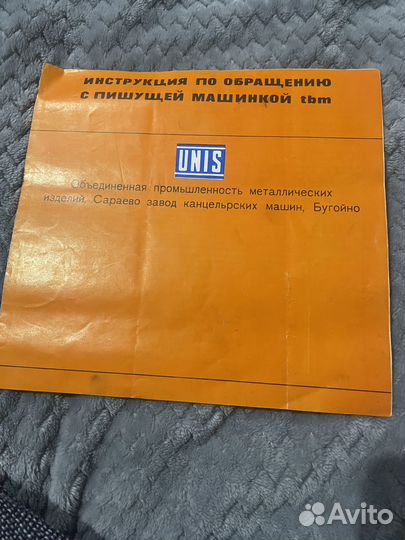 ИНСТРУКЦИЯ ПО ОБРАЩЕНИЮ
С ПИШУЩЕЙ МАШИНКОЙ tbm
UNIS
Объединенная промышленность металлических
изделий, Сараево завод канцельрских машин, Бугойно
Avito